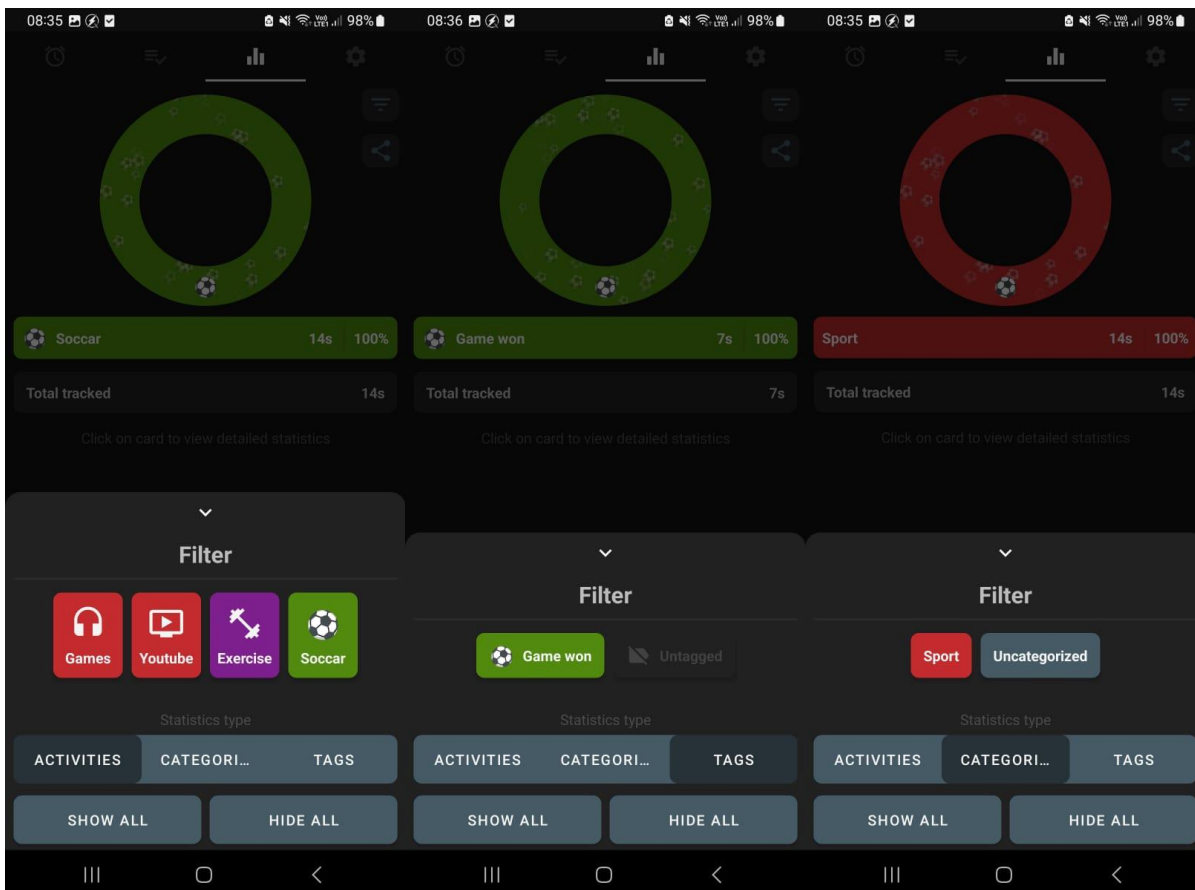 08:35 98%
Soccar 14s 100%
Total tracked 14s
Click on card to view detailed statistics
Filter
Games Youtube Exercise Soccar
Statistics type
ACTIVITIES CATEGORI... TAGS
SHOW ALL HIDE ALL
08:36 98%
Game won 7s 100%
Total tracked 7s
Click on card to view detailed statistics
Filter
Game won Untagged
Statistics type
ACTIVITIES CATEGORI... TAGS
SHOW ALL HIDE ALL
08:35 98%
Sport 14s 100%
Total tracked 14s
Click on card to view detailed statistics
Filter
Sport Uncategorized
Statistics type
ACTIVITIES CATEGORI... TAGS
SHOW ALL HIDE ALL